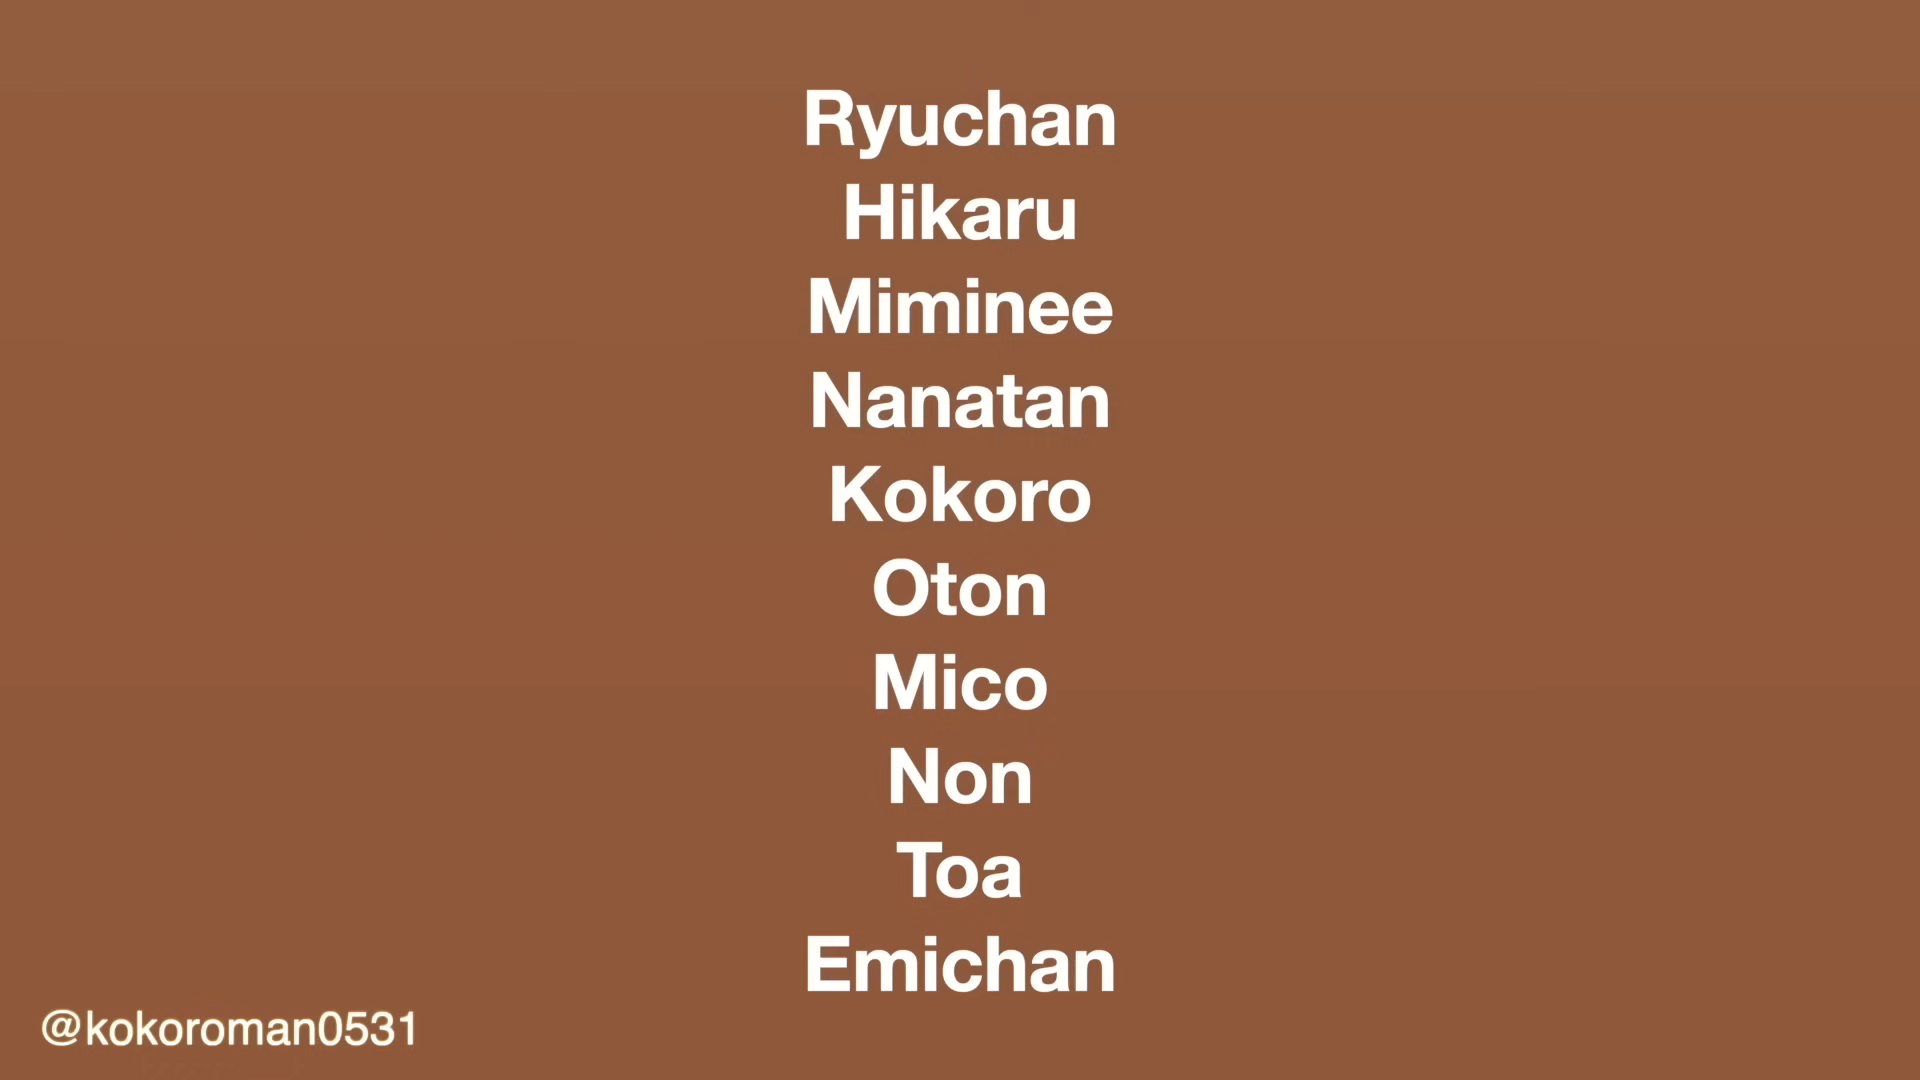 Ryuchan
Hikaru
Miminee
Nanatan
Kokoro
Oton
Mico
Non
Toa
Emichan
@kokoroman0531